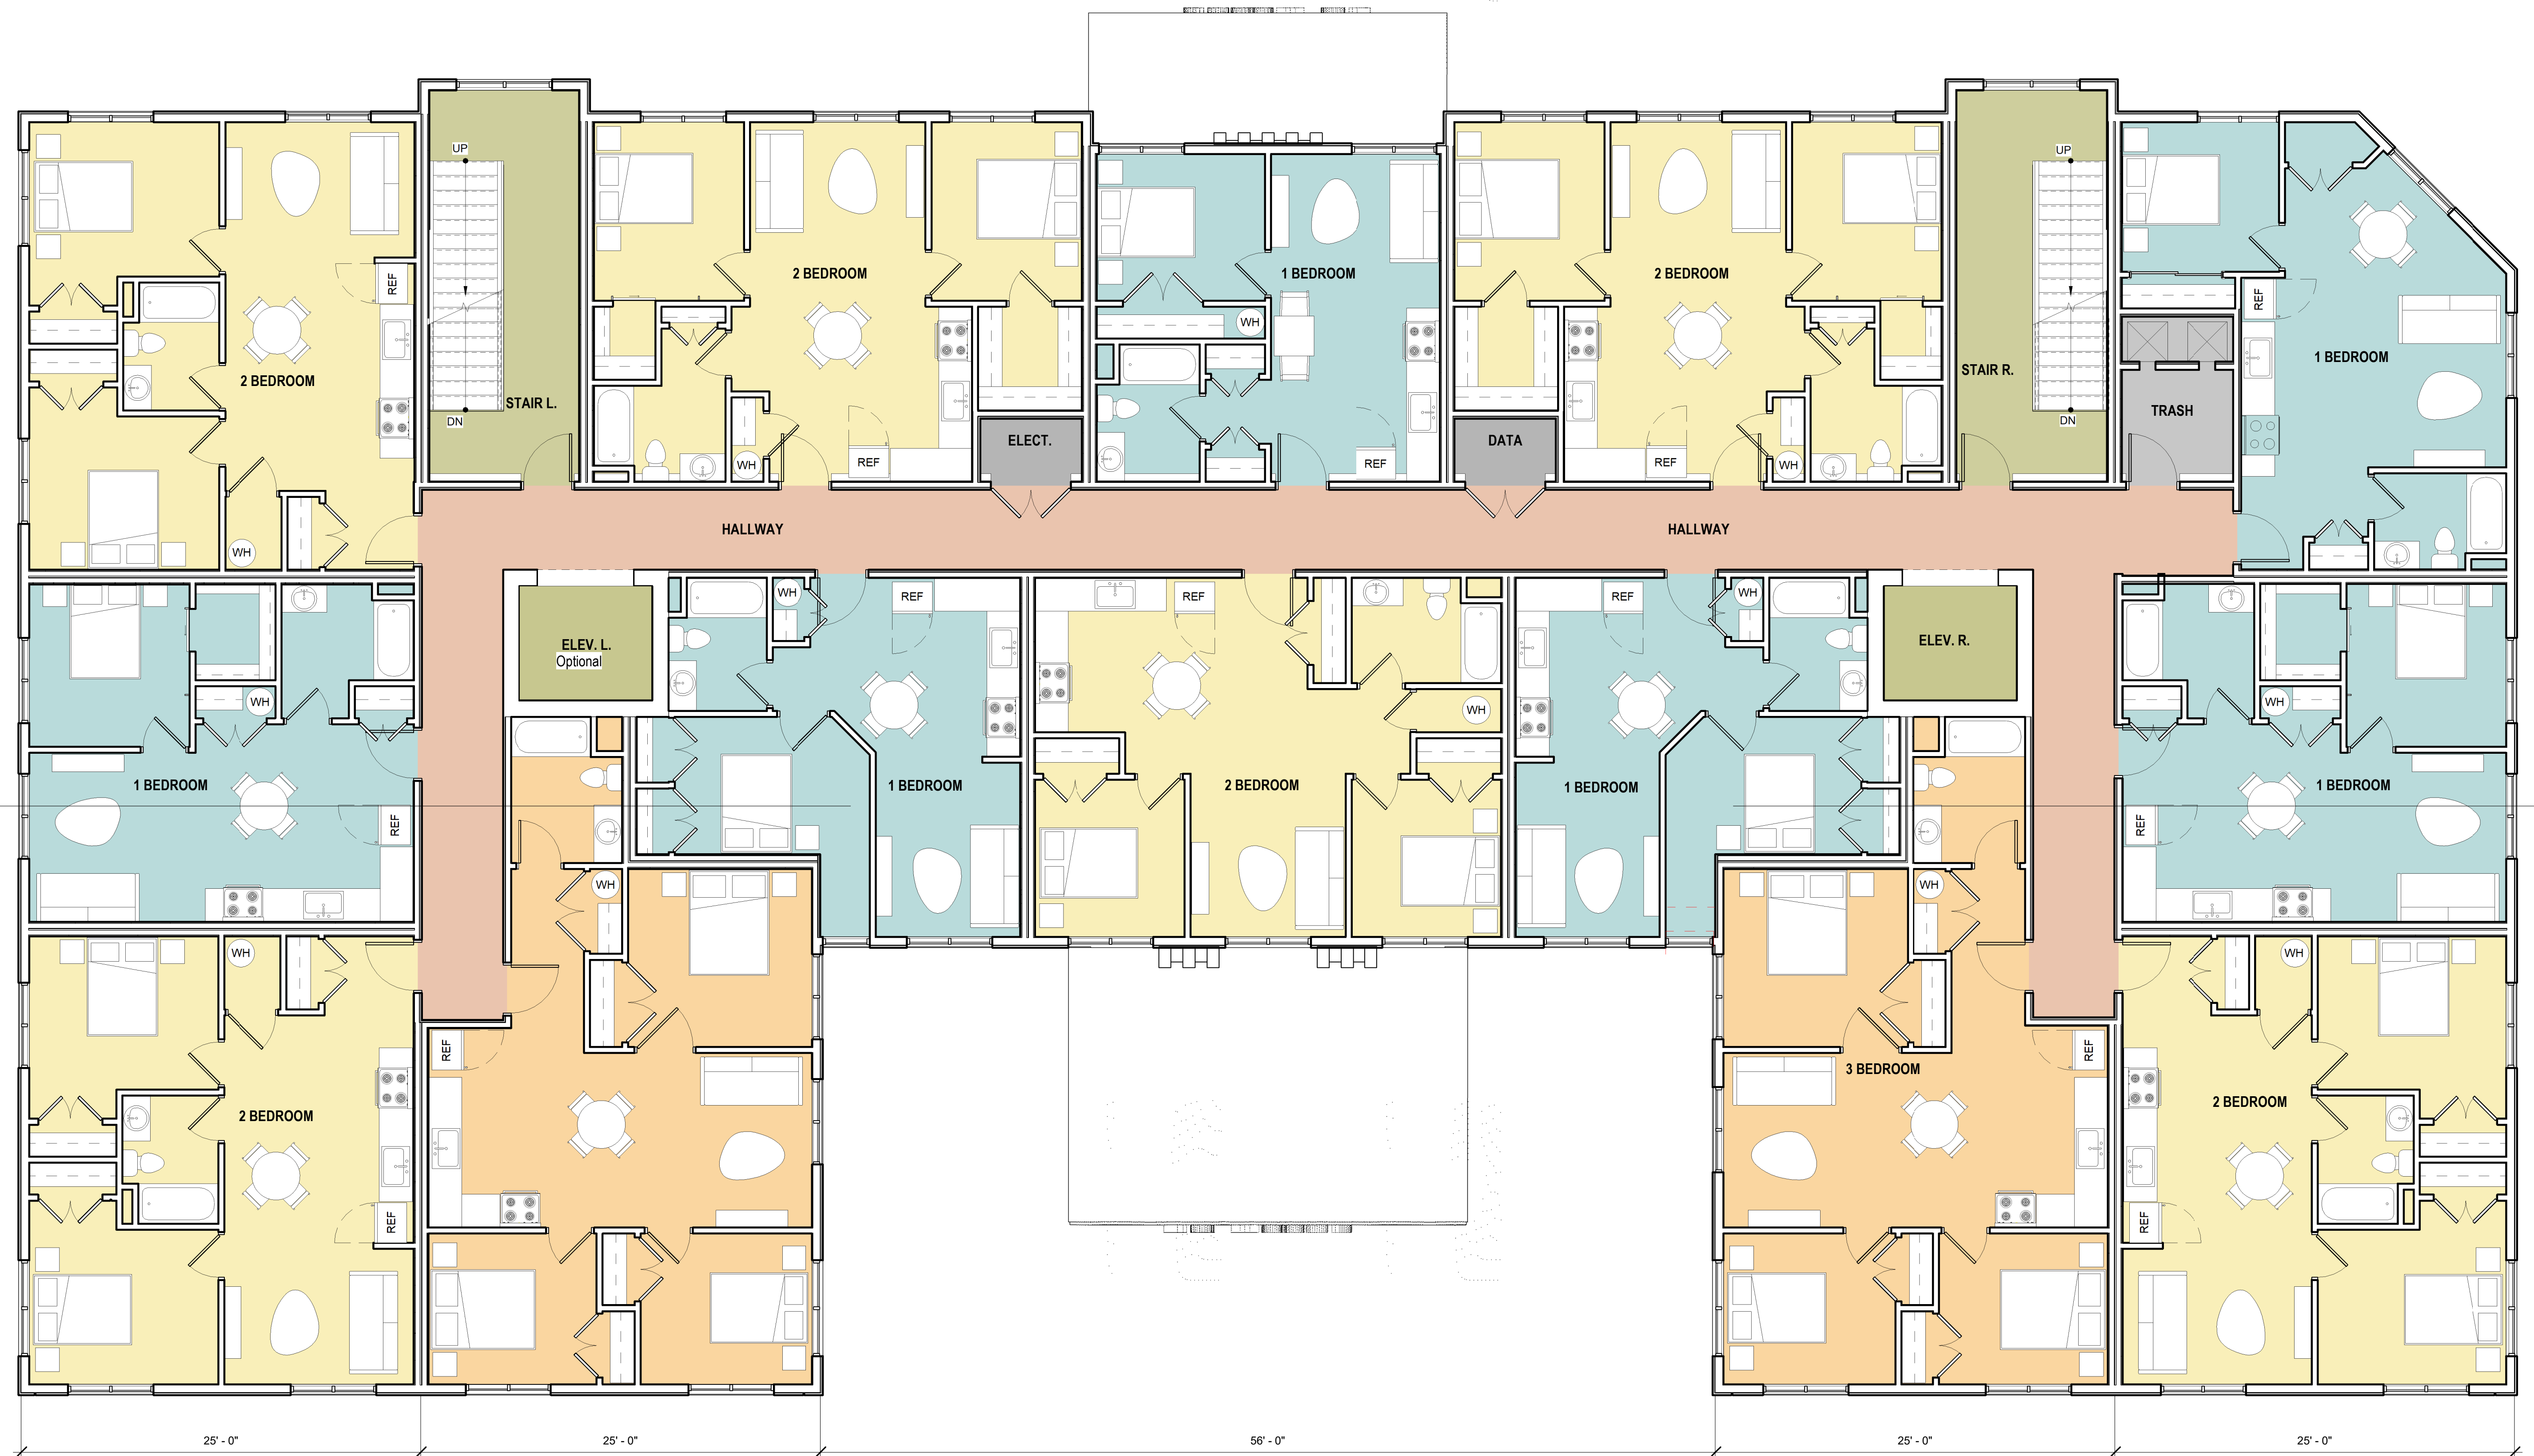 UP
UP
2 BEDROOM
1 BEDROOM
2 BEDROOM
REF
REF
WH
1 BEDROOM
STAIR R.
2 BEDROOM
STAIR L.
TRASH
DN
DN
ELECT.
DATA
WH
REF
REF
REF
WH
HALLWAY
HALLWAY
WH
WH
REF
REF
REF
WH
ELEV. L.
Optional
ELEV. R.
WH
WH
WH
1 BEDROOM
1 BEDROOM
2 BEDROOM
1 BEDROOM
1 BEDROOM
REF
REF
WH
WH
WH
WH
REF
REF
3 BEDROOM
2 BEDROOM
2 BEDROOM
REF
REF
25' - 0"
25' - 0"
56' - 0"
25' - 0"
25' - 0"